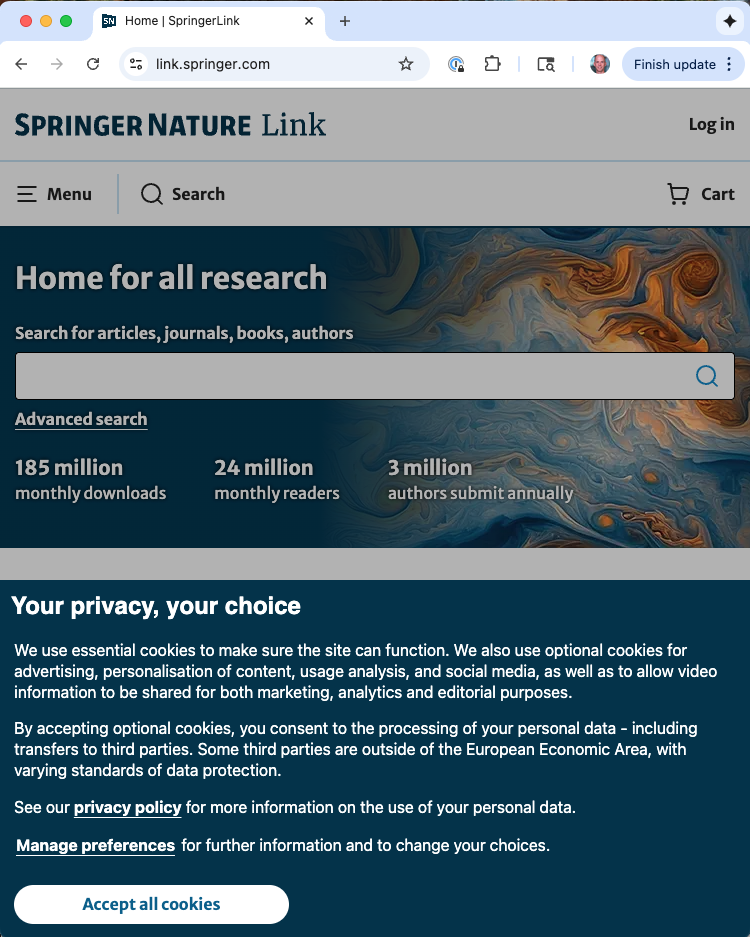 Home | SpringerLink
link.springer.com
Finish update
SPRINGER NATURE Link
Log in
Menu
Search
Cart
Home for all research
Search for articles, journals, books, authors
Advanced search
185 million
monthly downloads
24 million
monthly readers
3 million
authors submit annually
Your privacy, your choice
We use essential cookies to make sure the site can function. We also use optional cookies for
advertising, personalisation of content, usage analysis, and social media, as well as to allow video
information to be shared for both marketing, analytics and editorial purposes.
By accepting optional cookies, you consent to the processing of your personal data - including
transfers to third parties. Some third parties are outside of the European Economic Area, with
varying standards of data protection.
See our privacy policy for more information on the use of your personal data.
Manage preferences for further information and to change your choices.
Accept all cookies